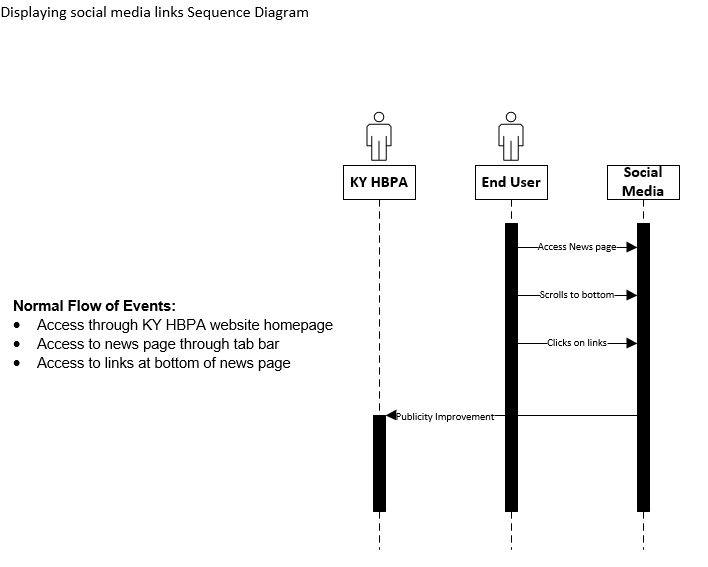 Displaying social media links Sequence Diagram
KY HBPA
End User
Social
Media
Access News page
Scrolls to bottom
Clicks on links
Publicity Improvement
Normal Flow of Events:
• Access through KY HBPA website homepage
• Access to news page through tab bar
• Access to links at bottom of news page